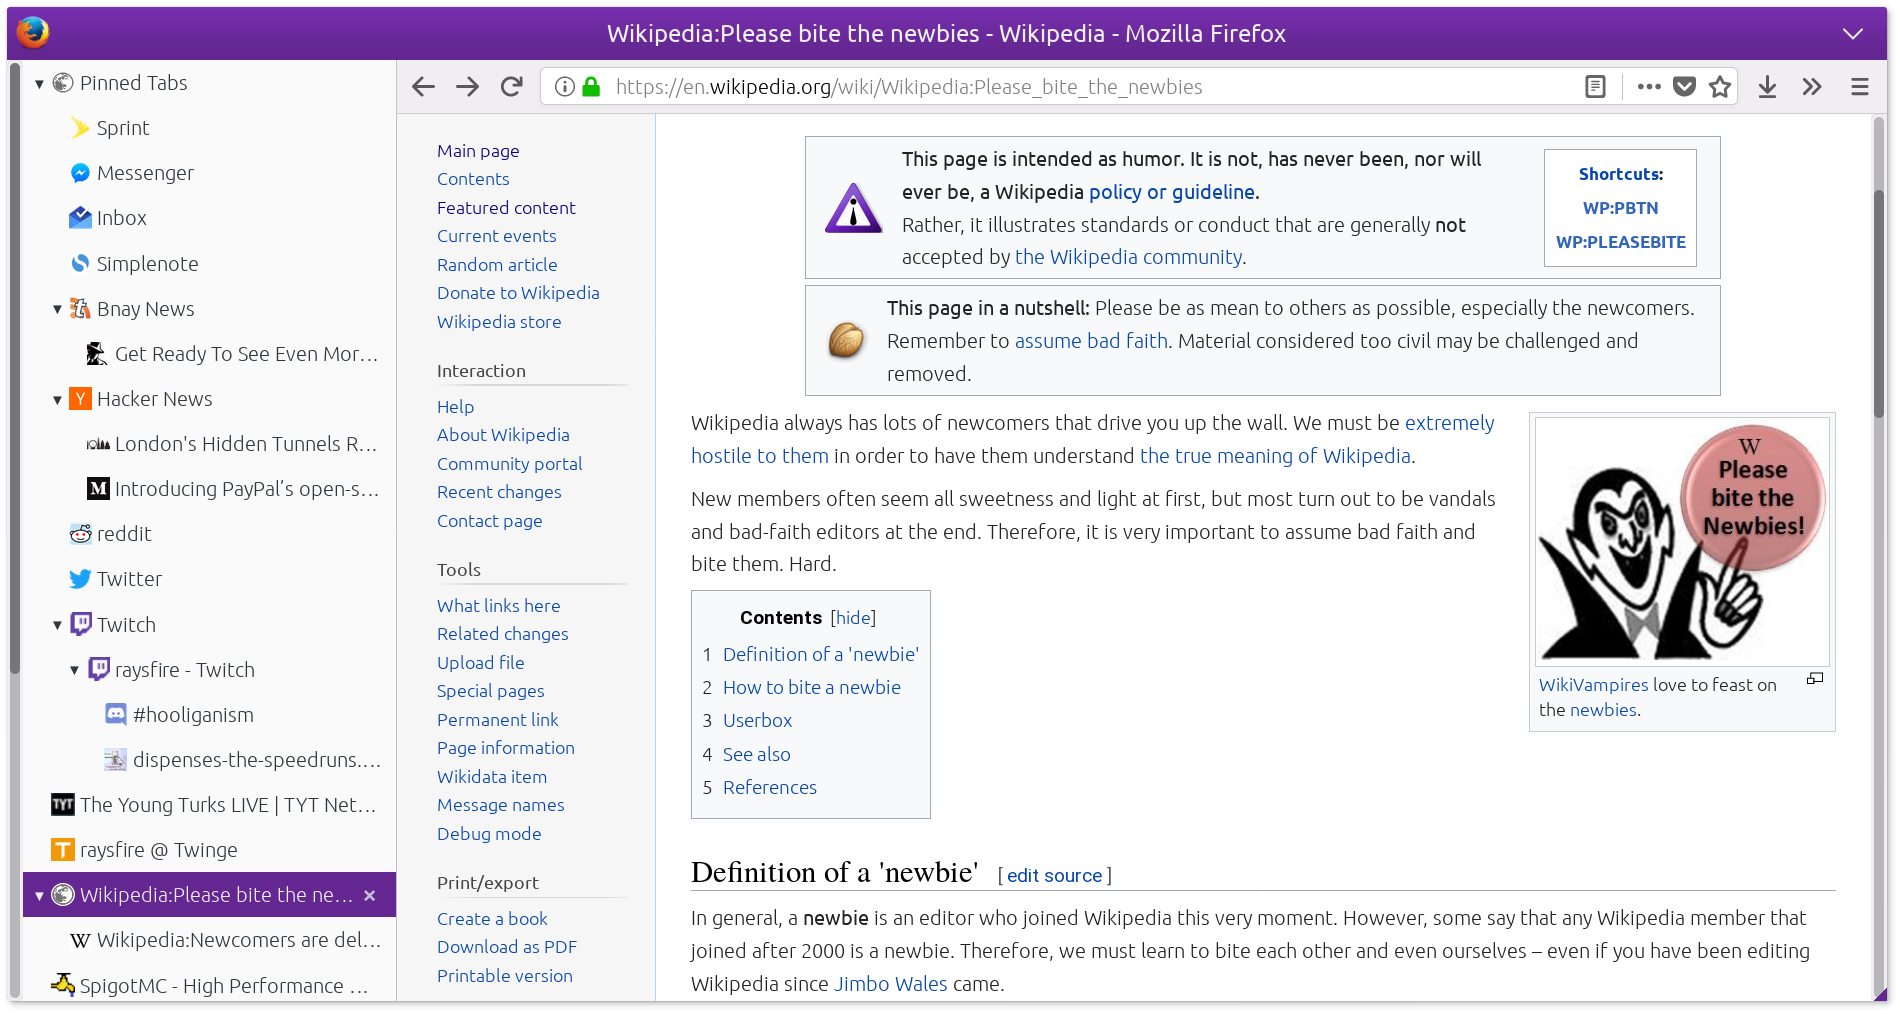 Wikipedia:Please bite the newbies - Wikipedia - Mozilla Firefox
Pinned Tabs
Sprint
Messenger
Inbox
Simplenote
Bnay News
Get Ready To See Even Mor...
Y Hacker News
London's Hidden Tunnels R...
M Introducing PayPal’s open-s...
reddit
Twitter
Twitch
raysfire - Twitch
#hooliganism
dispenses-the-speedruns....
TYT The Young Turks LIVE | TYT Net...
T raysfire @ Twinge
Wikipedia:Please bite the ne... ×
W Wikipedia:Newcomers are del...
SpigotMC - High Performance ...
https://en.wikipedia.org/wiki/Wikipedia:Please_bite_the_newbies
Main page
Contents
Featured content
Current events
Random article
Donate to Wikipedia
Wikipedia store
Interaction
Help
About Wikipedia
Community portal
Recent changes
Contact page
Tools
What links here
Related changes
Upload file
Special pages
Permanent link
Page information
Wikidata item
Message names
Debug mode
Print/export
Create a book
Download as PDF
Printable version
This page is intended as humor. It is not, has never been, nor will
ever be, a Wikipedia policy or guideline.
Rather, it illustrates standards or conduct that are generally not
accepted by the Wikipedia community.
Shortcuts:
WP:PBTN
WP:PLEASEBITE
This page in a nutshell: Please be as mean to others as possible, especially the newcomers.
Remember to assume bad faith. Material considered too civil may be challenged and
removed.
Wikipedia always has lots of newcomers that drive you up the wall. We must be extremely
hostile to them in order to have them understand the true meaning of Wikipedia.
New members often seem all sweetness and light at first, but most turn out to be vandals
and bad-faith editors at the end. Therefore, it is very important to assume bad faith and
bite them. Hard.
W
Please
bite the
Newbies!
WikiVampires love to feast on
the newbies.
Contents [hide]
1 Definition of a 'newbie'
2 How to bite a newbie
3 Userbox
4 See also
5 References
Definition of a 'newbie' [ edit source ]
In general, a newbie is an editor who joined Wikipedia this very moment. However, some say that any Wikipedia member that
joined after 2000 is a newbie. Therefore, we must learn to bite each other and even ourselves – even if you have been editing
Wikipedia since Jimbo Wales came.